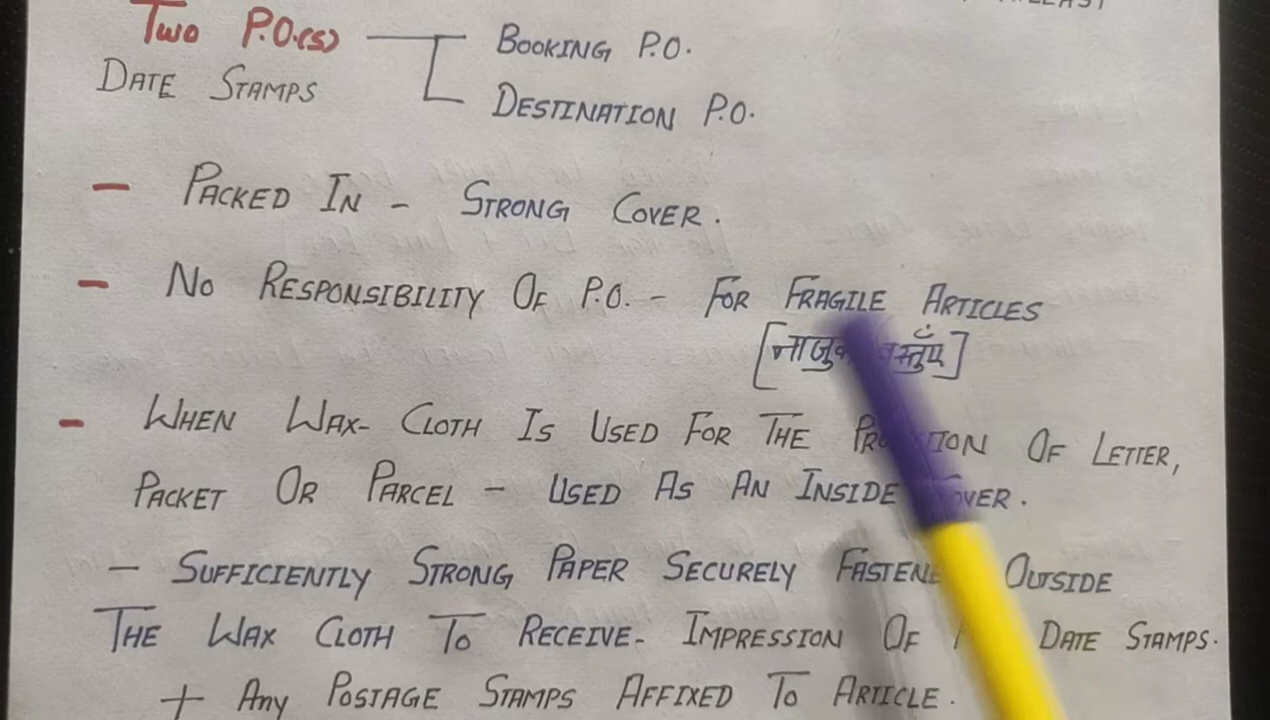 Two P.O.(s) — Booking P.O.
Date Stamps — Destination P.O.
- Packed In - Strong Cover.
- No Responsibility Of P.O. - For Fragile Articles
- When Wax-Cloth Is Used For The Of Letter,
Packet Or Parcel - Used As An Inside
- Sufficiently Strong Paper Securely Outside
The Wax Cloth To Receive- Impression Of Date Stamps.
+ Any Postage Stamps Affixed To Article.